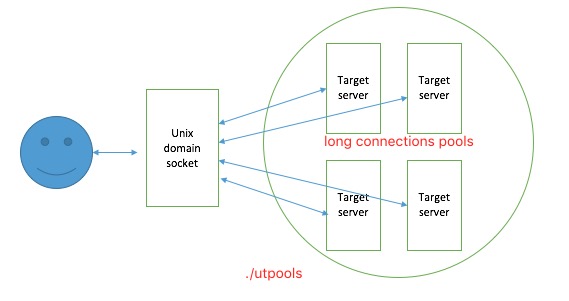 Target
server
Target
server
Unix
domain
socket
long connections pools
Target
server
Target
server
./utpools